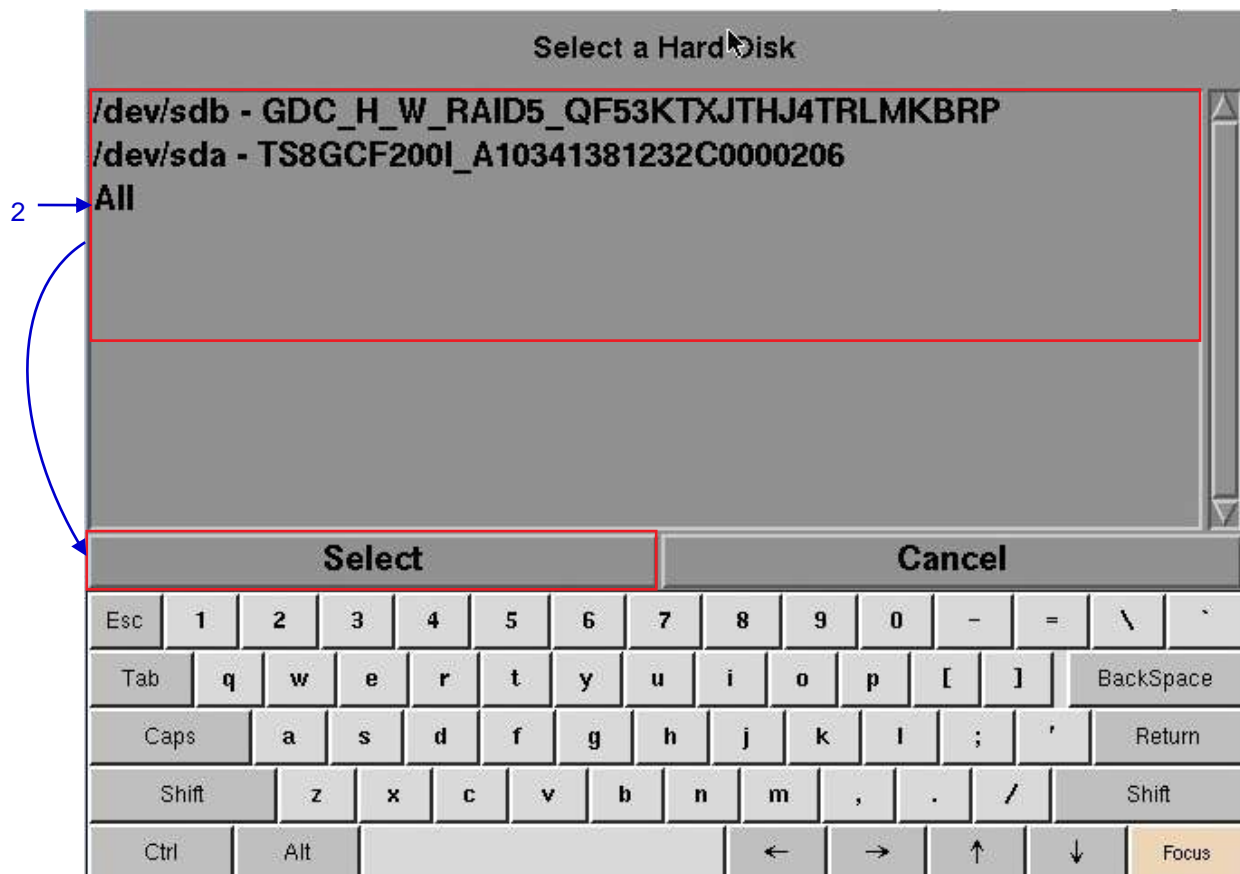 Select a Hard Disk
/dev/sdb - GDC_H_W_RAID5_QF53KTXJTHJ4TRLMKBRP
/dev/sda - TS8GCF200I_A10341381232C0000206
All
2
Select Cancel
Esc 1 2 3 4 5 6 7 8 9 0 - = \ `
Tab q w e r t y u i o p [ ] BackSpace
Caps a s d f g h j k l ; ' Return
Shift z x c v b n m , . / Shift
Ctrl Alt ← → ↑ ↓ Focus